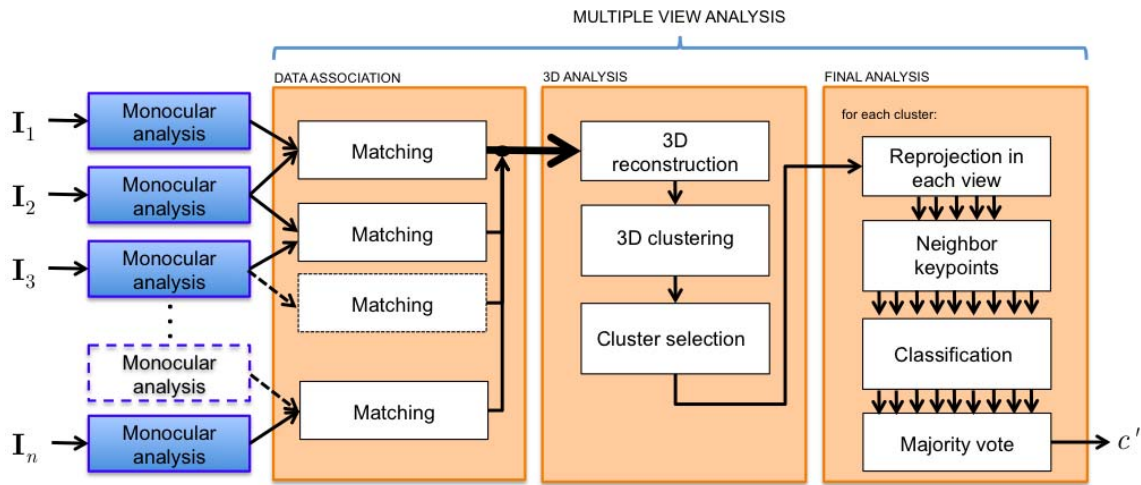 MULTIPLE VIEW ANALYSIS
DATA ASSOCIATION
3D ANALYSIS
FINAL ANALYSIS
I1
Monocular
analysis
I2
Monocular
analysis
I3
Monocular
analysis
Monocular
analysis
In
Monocular
analysis
Matching
Matching
Matching
Matching
3D
reconstruction
3D clustering
Cluster selection
for each cluster:
Reprojection in
each view
Neighbor
keypoints
Classification
Majority vote
c'